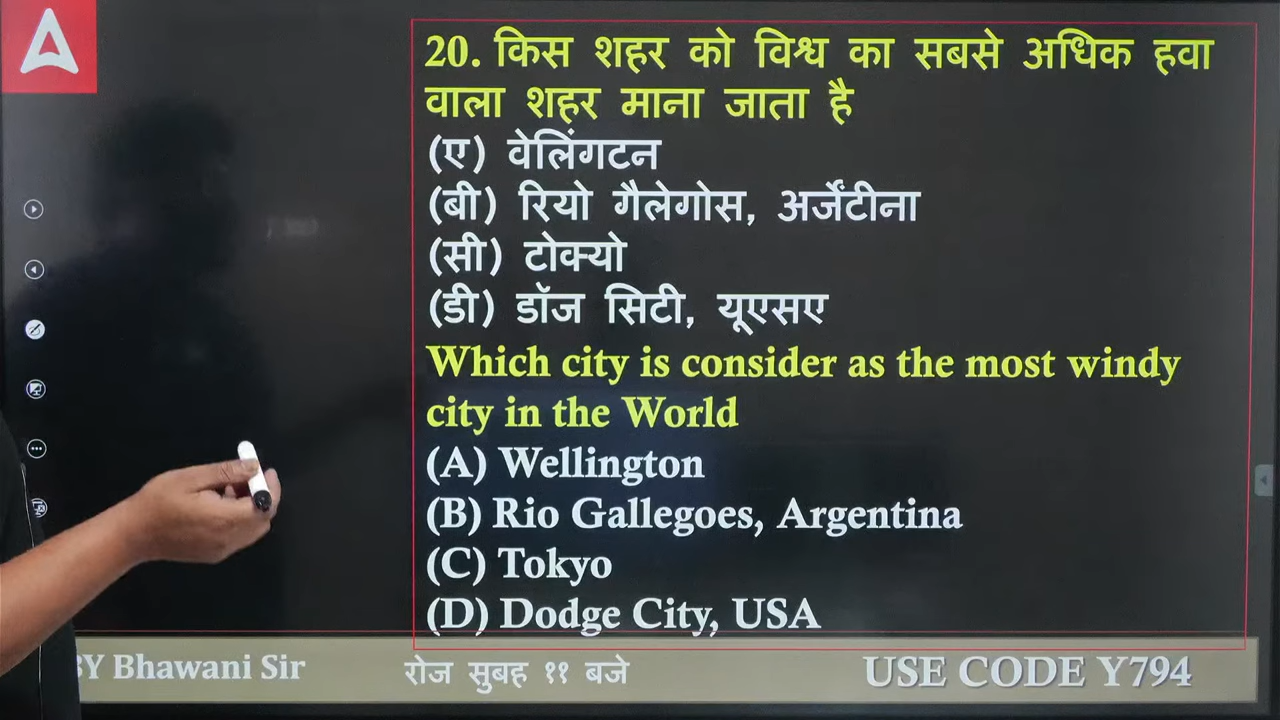 20. किस शहर को विश्व का सबसे अधिक हवा
वाला शहर माना जाता है
(ए) वेलिंगटन
(बी) रियो गैलेगोस, अर्जेंटीना
(सी) टोक्यो
(डी) डॉज सिटी, यूएसए
Which city is consider as the most windy
city in the World
(A) Wellington
(B) Rio Gallegoes, Argentina
(C) Tokyo
(D) Dodge City, USA
BY Bhawani Sir रोज सुबह ११ बजे USE CODE Y794